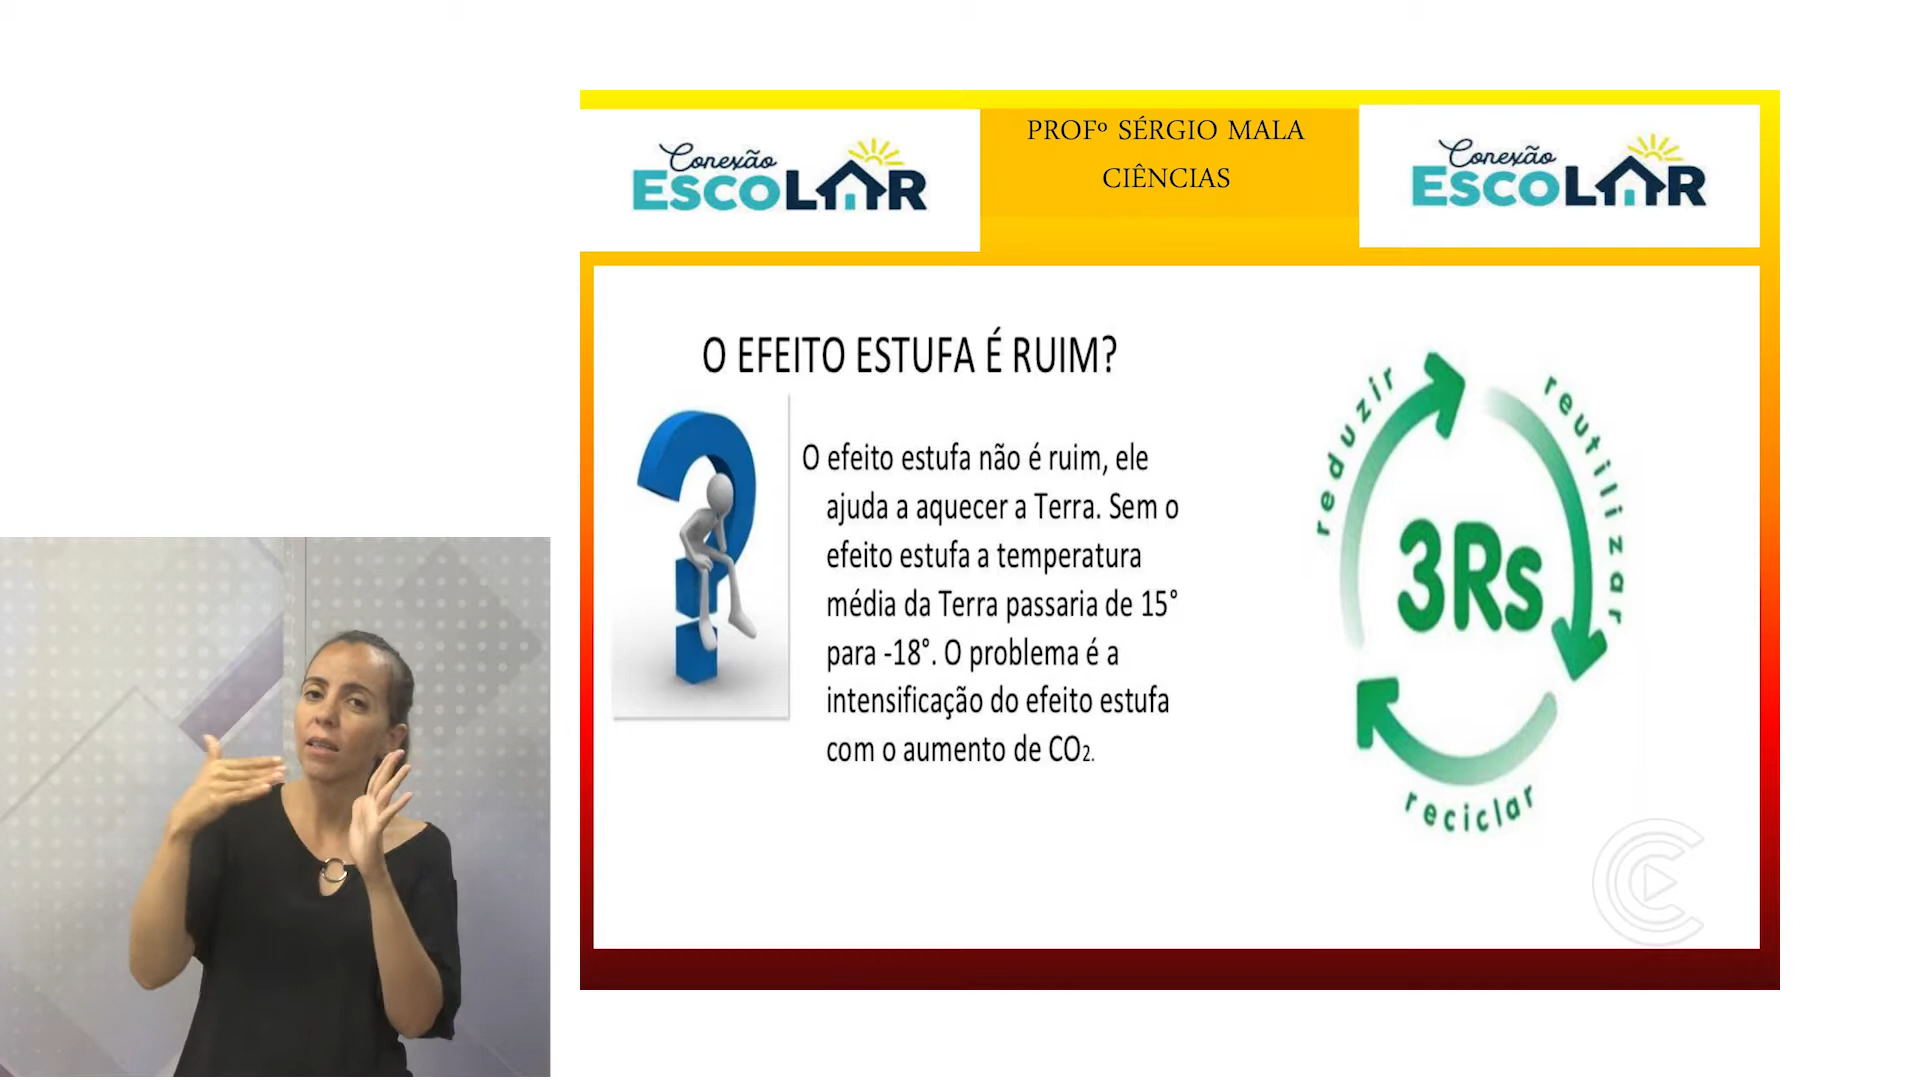 Conexão
ESCOLAR
PROFº SÉRGIO MALA
CIÊNCIAS
Conexão
ESCOLAR
O EFEITO ESTUFA É RUIM?
O efeito estufa não é ruim, ele
ajuda a aquecer a Terra. Sem o
efeito estufa a temperatura
média da Terra passaria de 15°
para -18°. O problema é a
intensificação do efeito estufa
com o aumento de CO₂.
reduzir
reutilizar
3Rs
reciclar